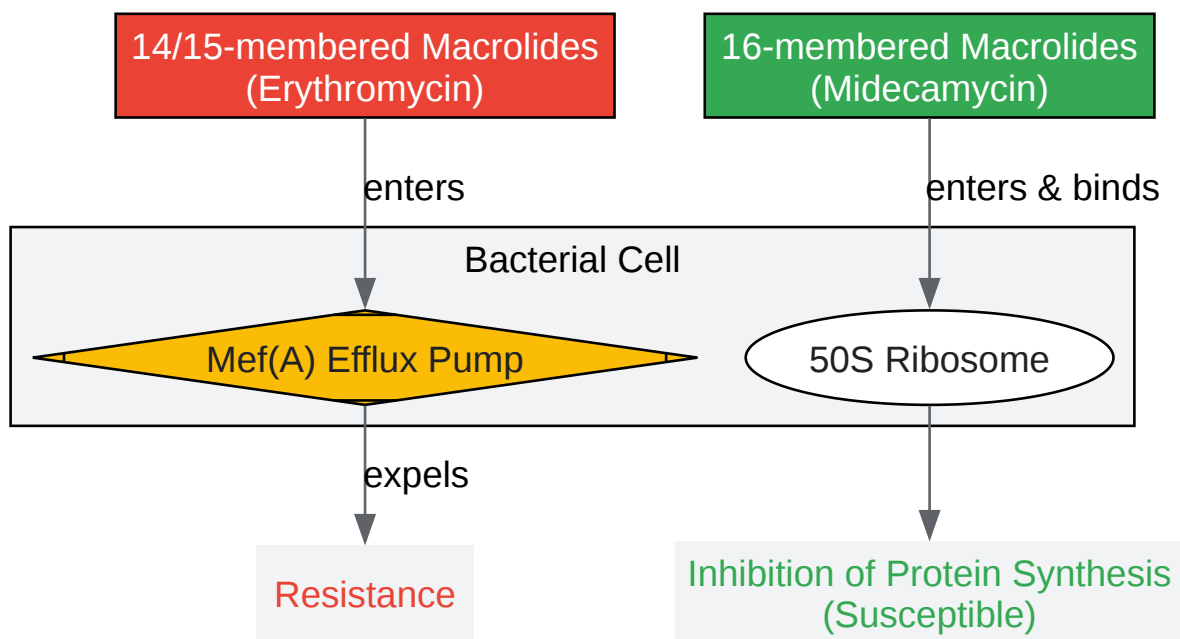 14/15-membered Macrolides
(Erythromycin)
16-membered Macrolides
(Midecamycin)
enters
enters & binds
Bacterial Cell
Mef(A) Efflux Pump
50S Ribosome
expels
Resistance
Inhibition of Protein Synthesis
(Susceptible)